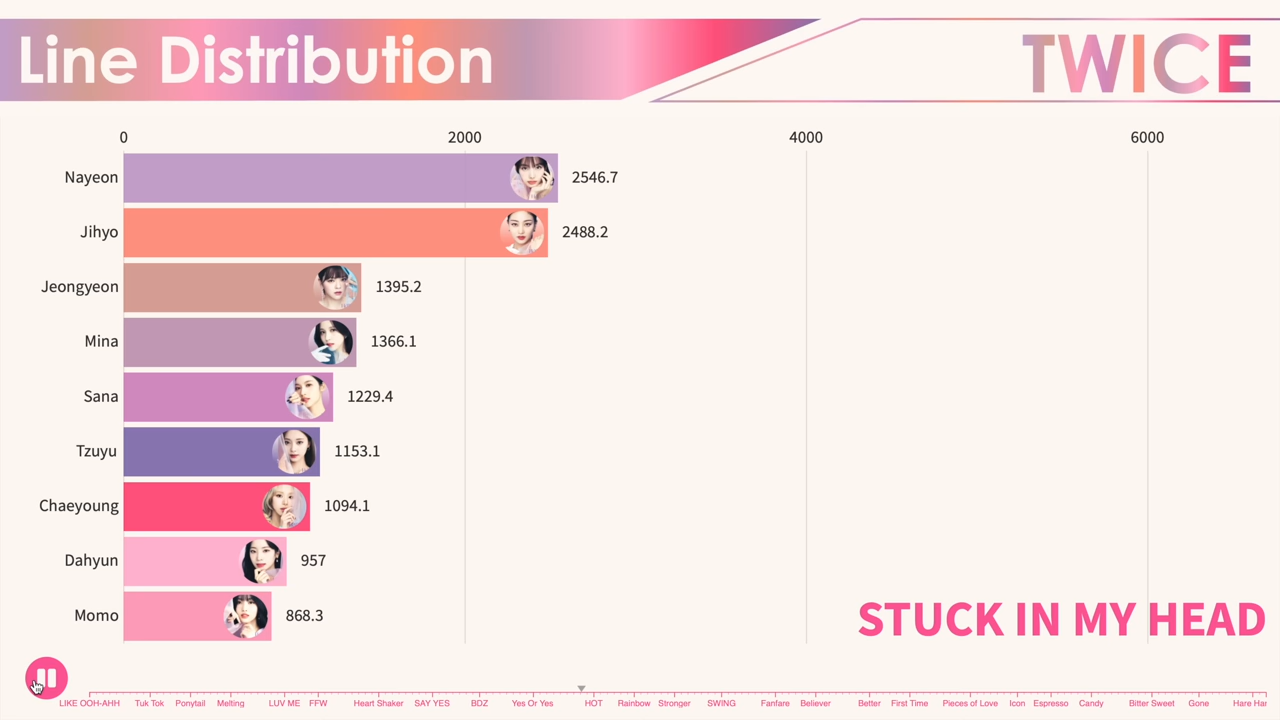 Line Distribution
TWICE
0 2000 4000 6000
Nayeon 2546.7
Jihyo 2488.2
Jeongyeon 1395.2
Mina 1366.1
Sana 1229.4
Tzuyu 1153.1
Chaeyoung 1094.1
Dahyun 957
Momo 868.3
STUCK IN MY HEAD
LIKE OOH-AHH Tuk Tok Ponytail Melting LUV ME FFW Heart Shaker SAY YES BDZ Yes Or Yes HOT Rainbow Stronger SWING Fanfare Believer Better First Time Pieces of Love Icon Espresso Candy Bitter Sweet Gone Hare Har